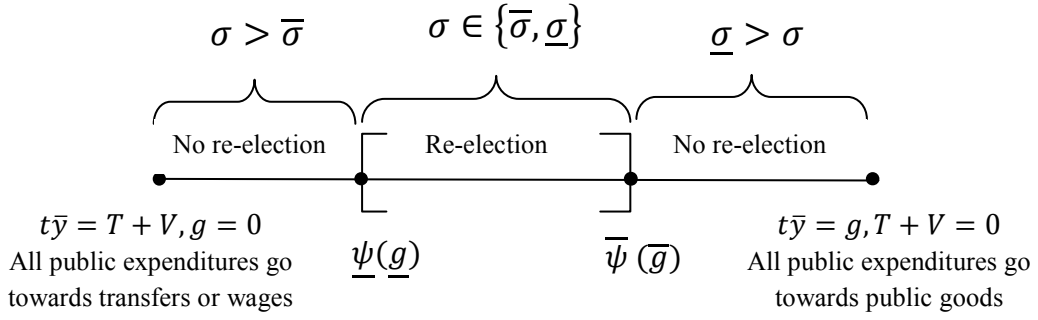 σ > σ̅
σ ∈ {σ̅, σ̲}
σ̲ > σ
No re-election
Re-election
No re-election
tȳ = T + V, g = 0
All public expenditures go
towards transfers or wages
ψ̲(g̲)
ψ̅ (g̅)
tȳ = g, T + V = 0
All public expenditures go
towards public goods